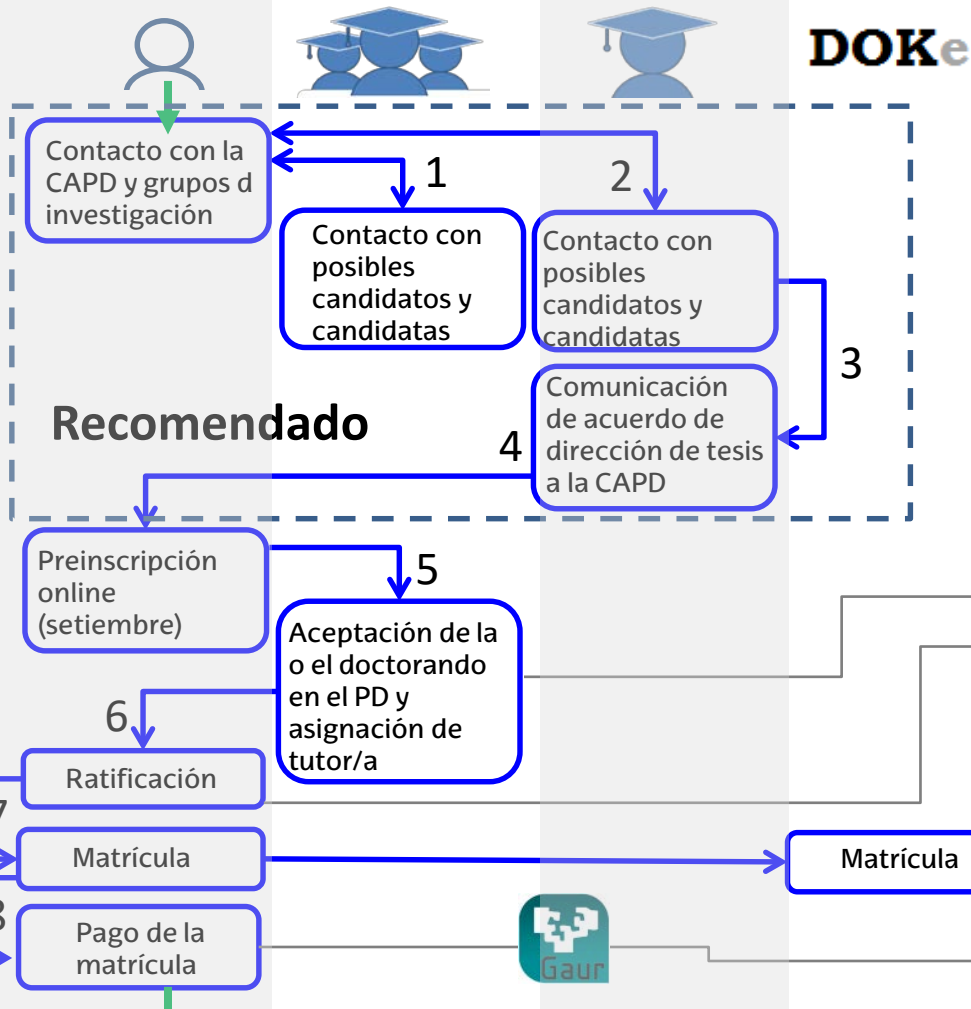 DOKe
Contacto con la
CAPD y grupos d
investigación
1
2
Contacto con
posibles
candidatos y
candidatas
Contacto con
posibles
candidatos y
candidatas
3
Recomendado
4
Comunicación
de acuerdo de
dirección de tesis
a la CAPD
Preinscripción
online
(setiembre)
5
Aceptación de la
o el doctorando
en el PD y
asignación de
tutor/a
6
Ratificación
7
Matrícula
Matrícula
8
Pago de la
matrícula
Gaur